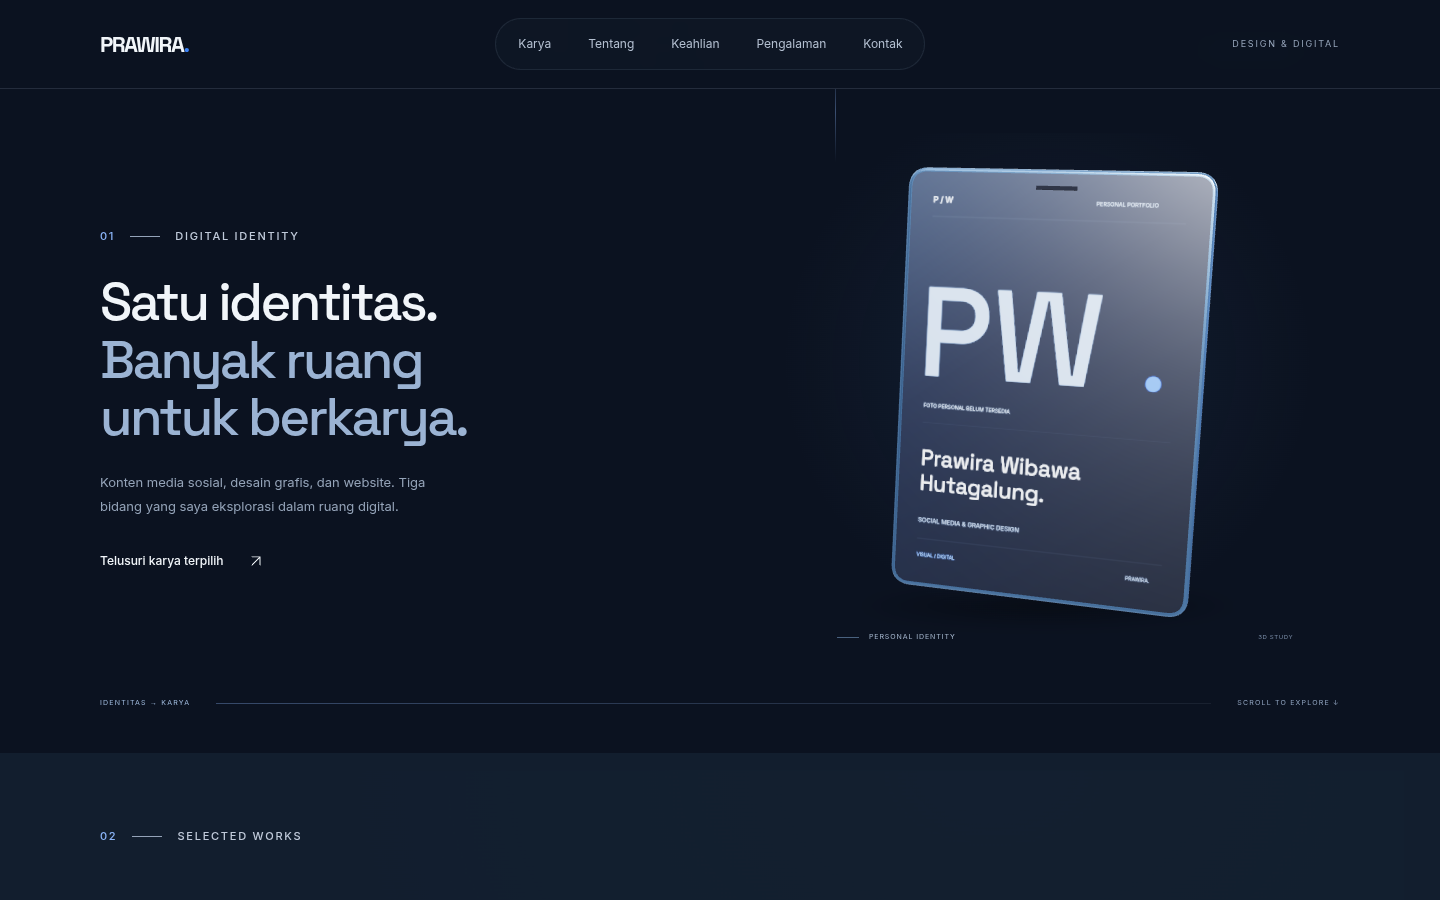 PRAWIRA.
Karya
Tentang
Keahlian
Pengalaman
Kontak
DESIGN & DIGITAL
01 DIGITAL IDENTITY
Satu identitas.
Banyak ruang
untuk berkarya.
Konten media sosial, desain grafis, dan website. Tiga
bidang yang saya eksplorasi dalam ruang digital.
Telusuri karya terpilih
P/W
PERSONAL PORTFOLIO
PW.
FOTO PERSONAL BELUM TERSEDIA
Prawira Wibawa
Hutagalung.
SOCIAL MEDIA & GRAPHIC DESIGN
VISUAL / DIGITAL
PRAWIRA.
PERSONAL IDENTITY
3D STUDY
IDENTITAS → KARYA
SCROLL TO EXPLORE ↓
02 SELECTED WORKS